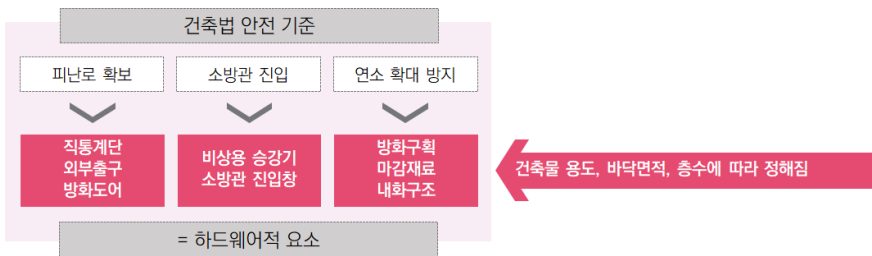 건축법 안전 기준
피난로 확보
소방관 진입
연소 확대 방지
직통계단
외부출구
방화도어
비상용 승강기
소방관 진입창
방화구획
마감재료
내화구조
건축물 용도, 바닥면적, 층수에 따라 정해짐
= 하드웨어적 요소